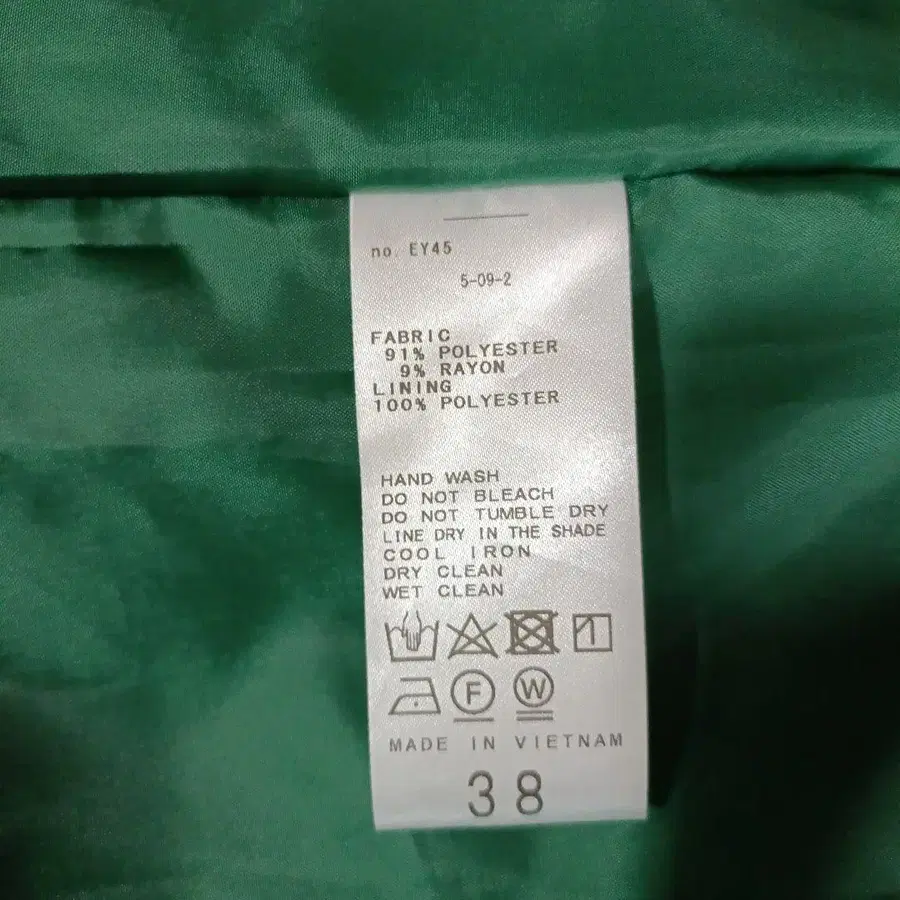 no. EY45
5-09-2
FABRIC
91% POLYESTER
9% RAYON
LINING
100% POLYESTER
HAND WASH
DO NOT BLEACH
DO NOT TUMBLE DRY
LINE DRY IN THE SHADE
COOL IRON
DRY CLEAN
WET CLEAN
F W
MADE IN VIETNAM
38